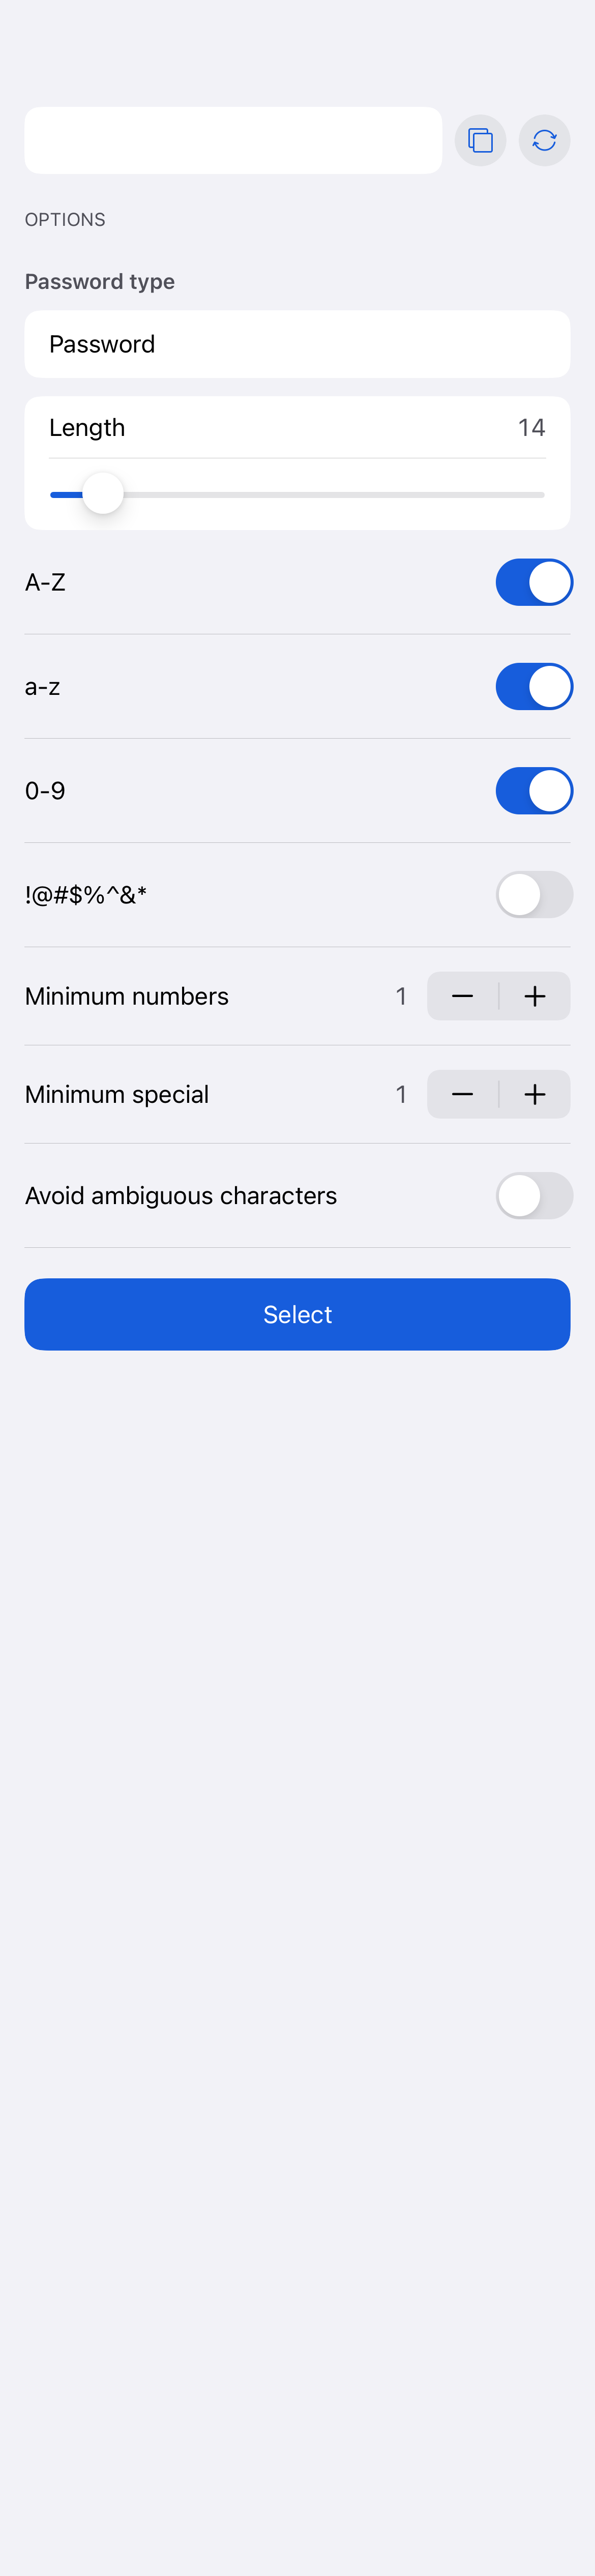 OPTIONS
Password type
Password
Length 14
A-Z
a-z
0-9
!@#$%^&*
Minimum numbers 1
Minimum special 1
Avoid ambiguous characters
Select